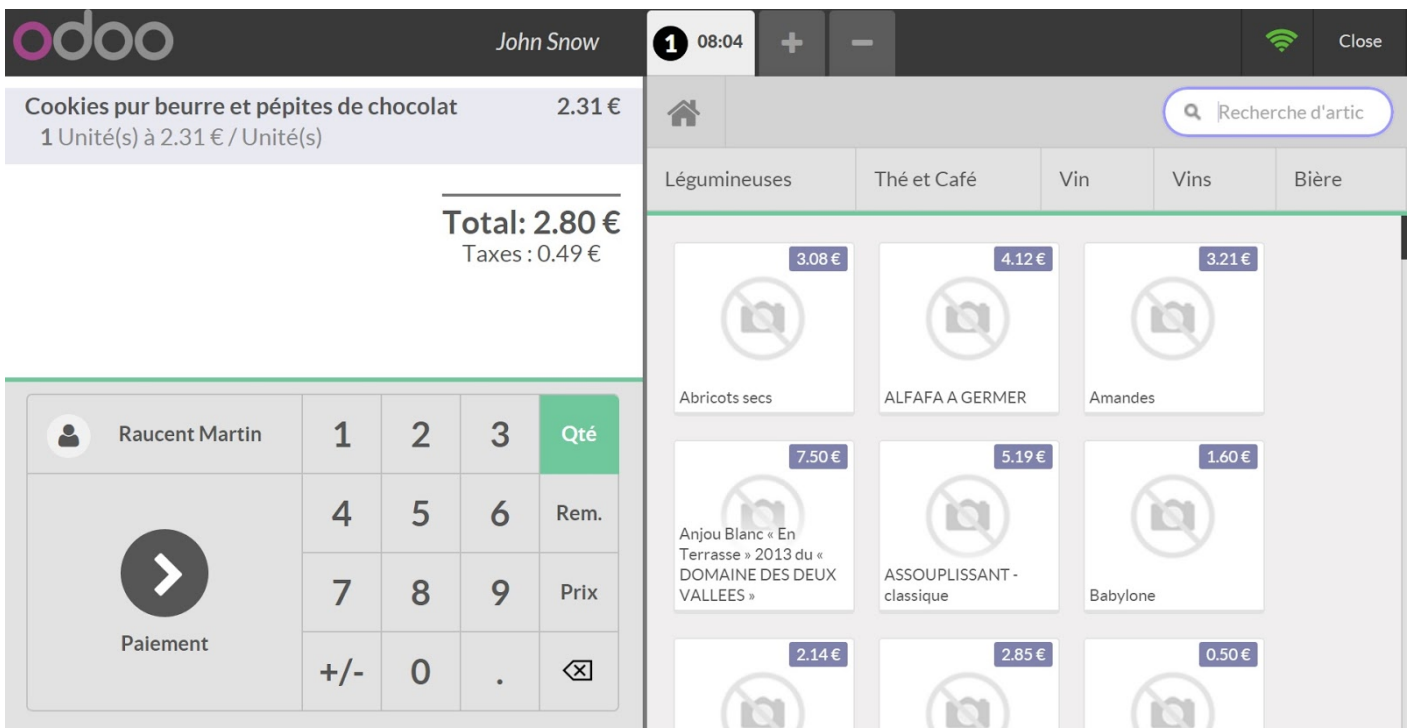 odoo
John Snow
1 08:04
Close
Cookies pur beurre et pépites de chocolat 2.31 €
1 Unité(s) à 2.31 € / Unité(s)
Total: 2.80 €
Taxes : 0.49 €
Raucent Martin
1 2 3 Qté
4 5 6 Rem.
7 8 9 Prix
+/- 0 .
Paiement
Recherche d'artic
Légumineuses Thé et Café Vin Vins Bière
3.08 €
Abricots secs
4.12 €
ALFAFA A GERMER
3.21 €
Amandes
7.50 €
Anjou Blanc « En
Terrasse » 2013 du «
DOMAINE DES DEUX
VALLEES »
5.19 €
ASSOUPLISSANT -
classique
1.60 €
Babylone
2.14 €
2.85 €
0.50 €